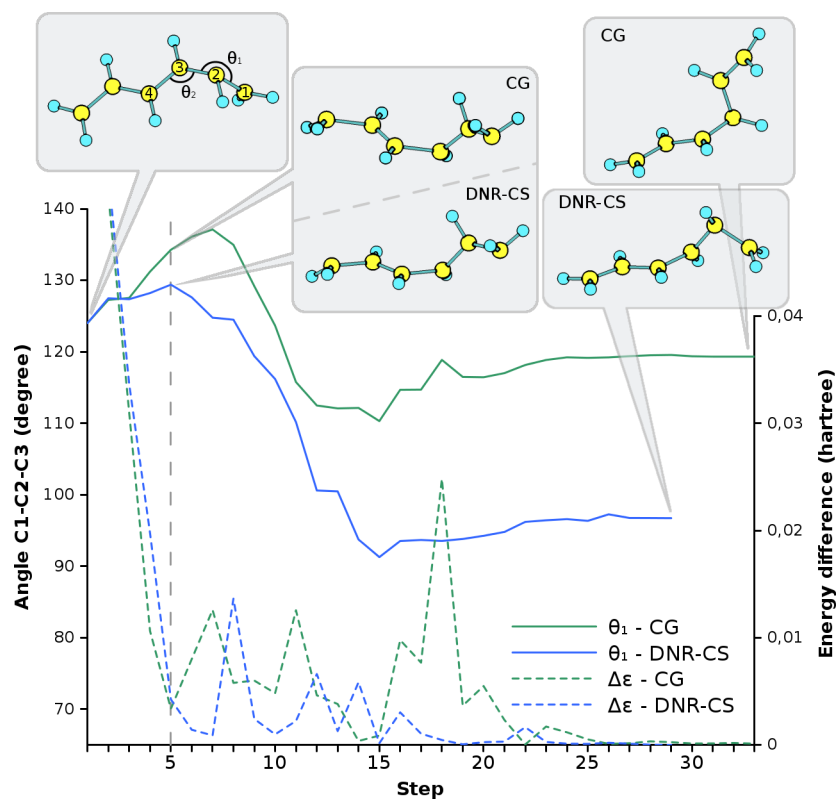 CG
CG
3
θ₁
2
1
4
θ₂
DNR-CS
DNR-CS
140
130
120
110
100
90
80
70
Angle C1-C2-C3 (degree)
0,04
0,03
0,02
0,01
0
Energy difference (hartree)
θ₁ - CG
θ₁ - DNR-CS
Δε - CG
Δε - DNR-CS
5
10
15
20
30
Step